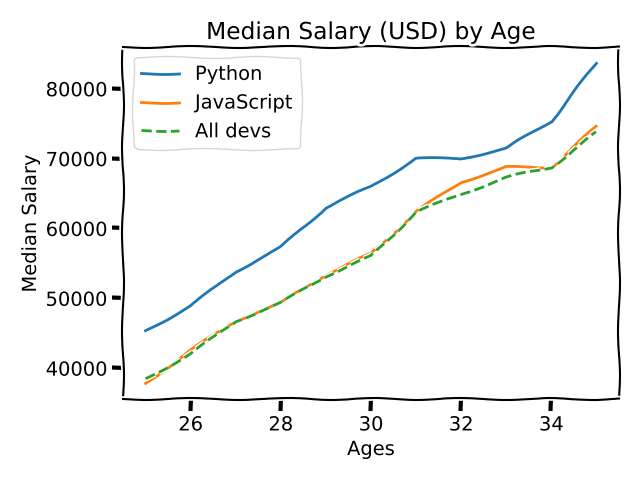 Median Salary (USD) by Age
Python
JavaScript
All devs
80000
70000
60000
50000
40000
Median Salary
26 28 30 32 34
Ages